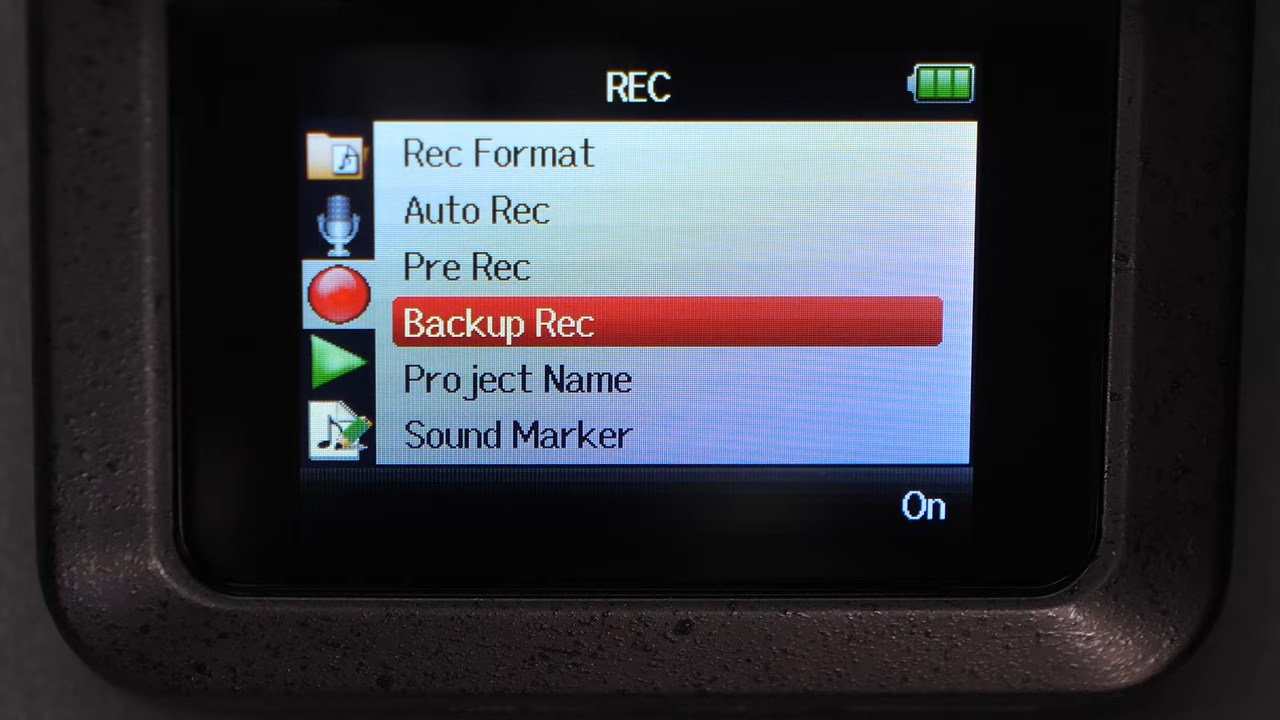 REC
Rec Format
Auto Rec
Pre Rec
Backup Rec
Project Name
Sound Marker
On